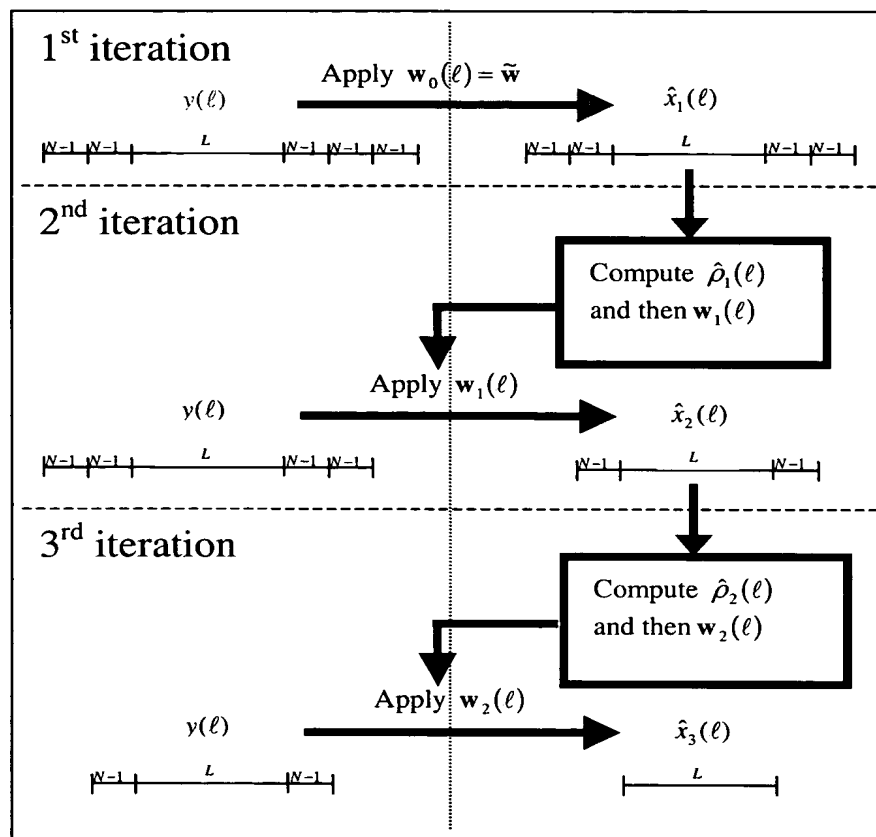 1st iteration
Apply w₀(ℓ) = w̃
y(ℓ)
x̂₁(ℓ)
N−1 N−1 L N−1 N−1 N−1
N−1 N−1 L N−1 N−1
2nd iteration
Compute ρ̂₁(ℓ)
and then w₁(ℓ)
Apply w₁(ℓ)
y(ℓ)
x̂₂(ℓ)
N−1 N−1 L N−1 N−1
N−1 L N−1
3rd iteration
Compute ρ̂₂(ℓ)
and then w₂(ℓ)
Apply w₂(ℓ)
y(ℓ)
x̂₃(ℓ)
N−1 L N−1
L